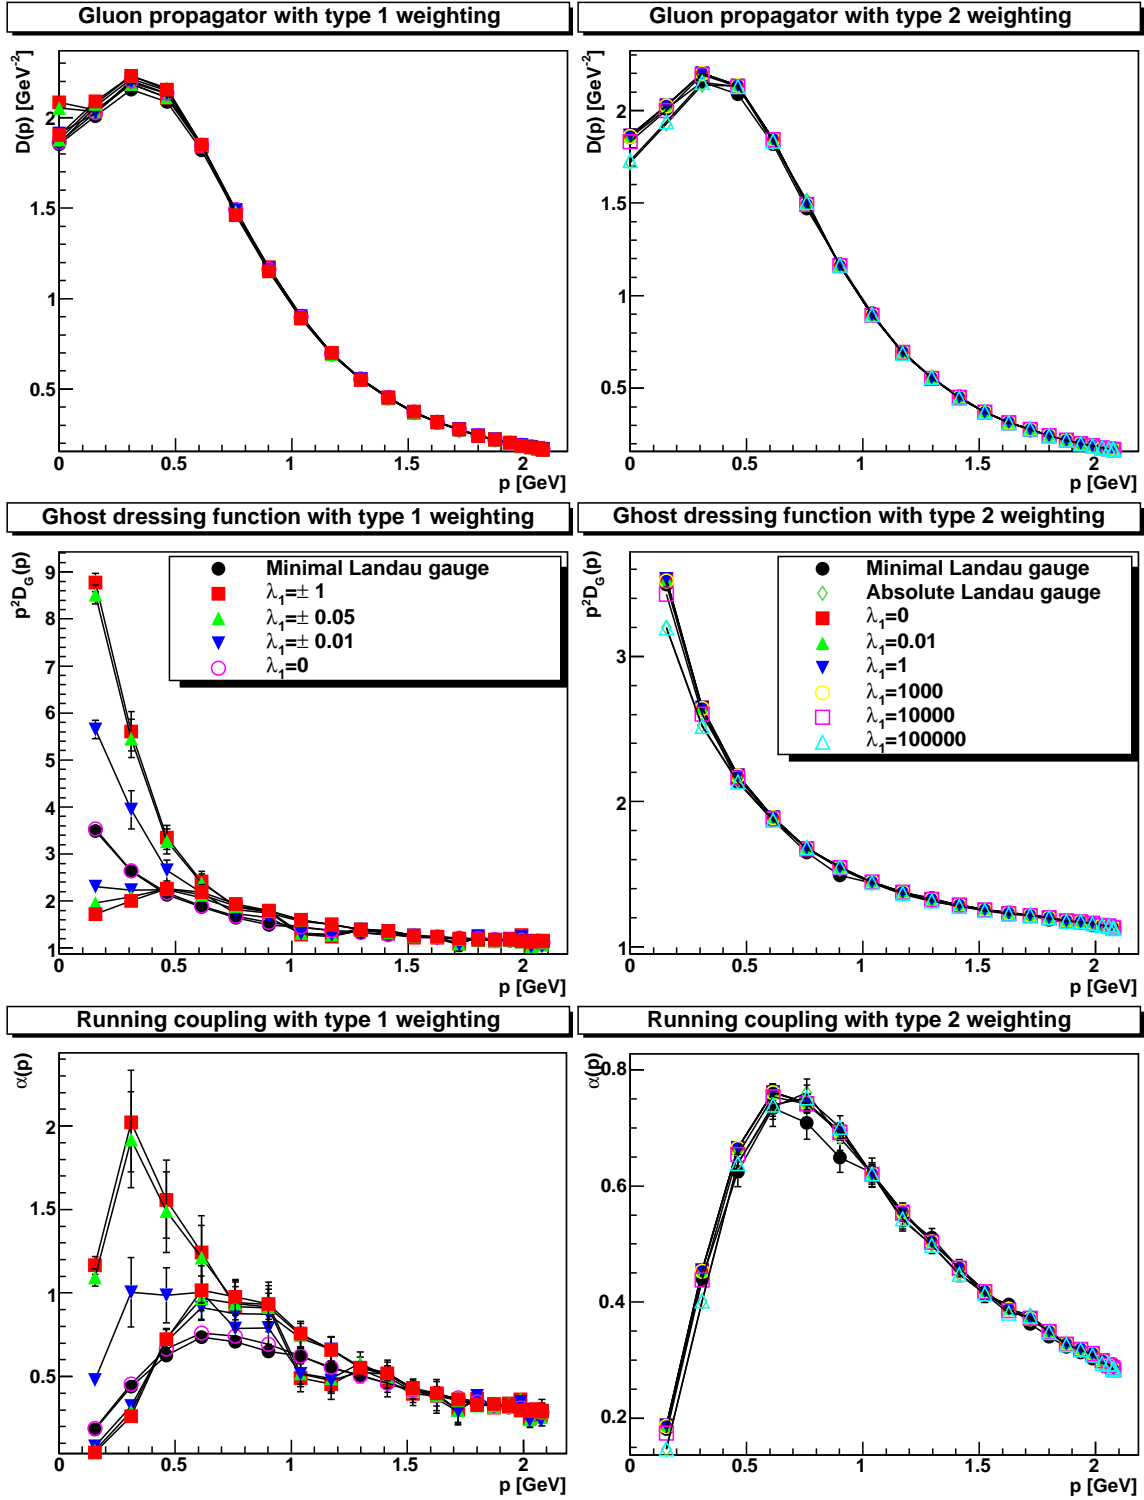 Gluon propagator with type 1 weighting
D(p) [GeV⁻²]
2
1.5
1
0.5
0 0.5 1 1.5 2
p [GeV]
Gluon propagator with type 2 weighting
D(p) [GeV⁻²]
2
1.5
1
0.5
0 0.5 1 1.5 2
p [GeV]
Ghost dressing function with type 1 weighting
p²D_G(p)
9
8
7
6
5
4
3
2
1
Minimal Landau gauge
λ₁=± 1
λ₁=± 0.05
λ₁=± 0.01
λ₁=0
0 0.5 1 1.5 2
p [GeV]
Ghost dressing function with type 2 weighting
p²D_G(p)
3
2
1
Minimal Landau gauge
Absolute Landau gauge
λ₁=0
λ₁=0.01
λ₁=1
λ₁=1000
λ₁=10000
λ₁=100000
0 0.5 1 1.5 2
p [GeV]
Running coupling with type 1 weighting
α(p)
2
1.5
1
0.5
0 0.5 1 1.5 2
p [GeV]
Running coupling with type 2 weighting
α(p)
0.8
0.6
0.4
0.2
0 0.5 1 1.5 2
p [GeV]